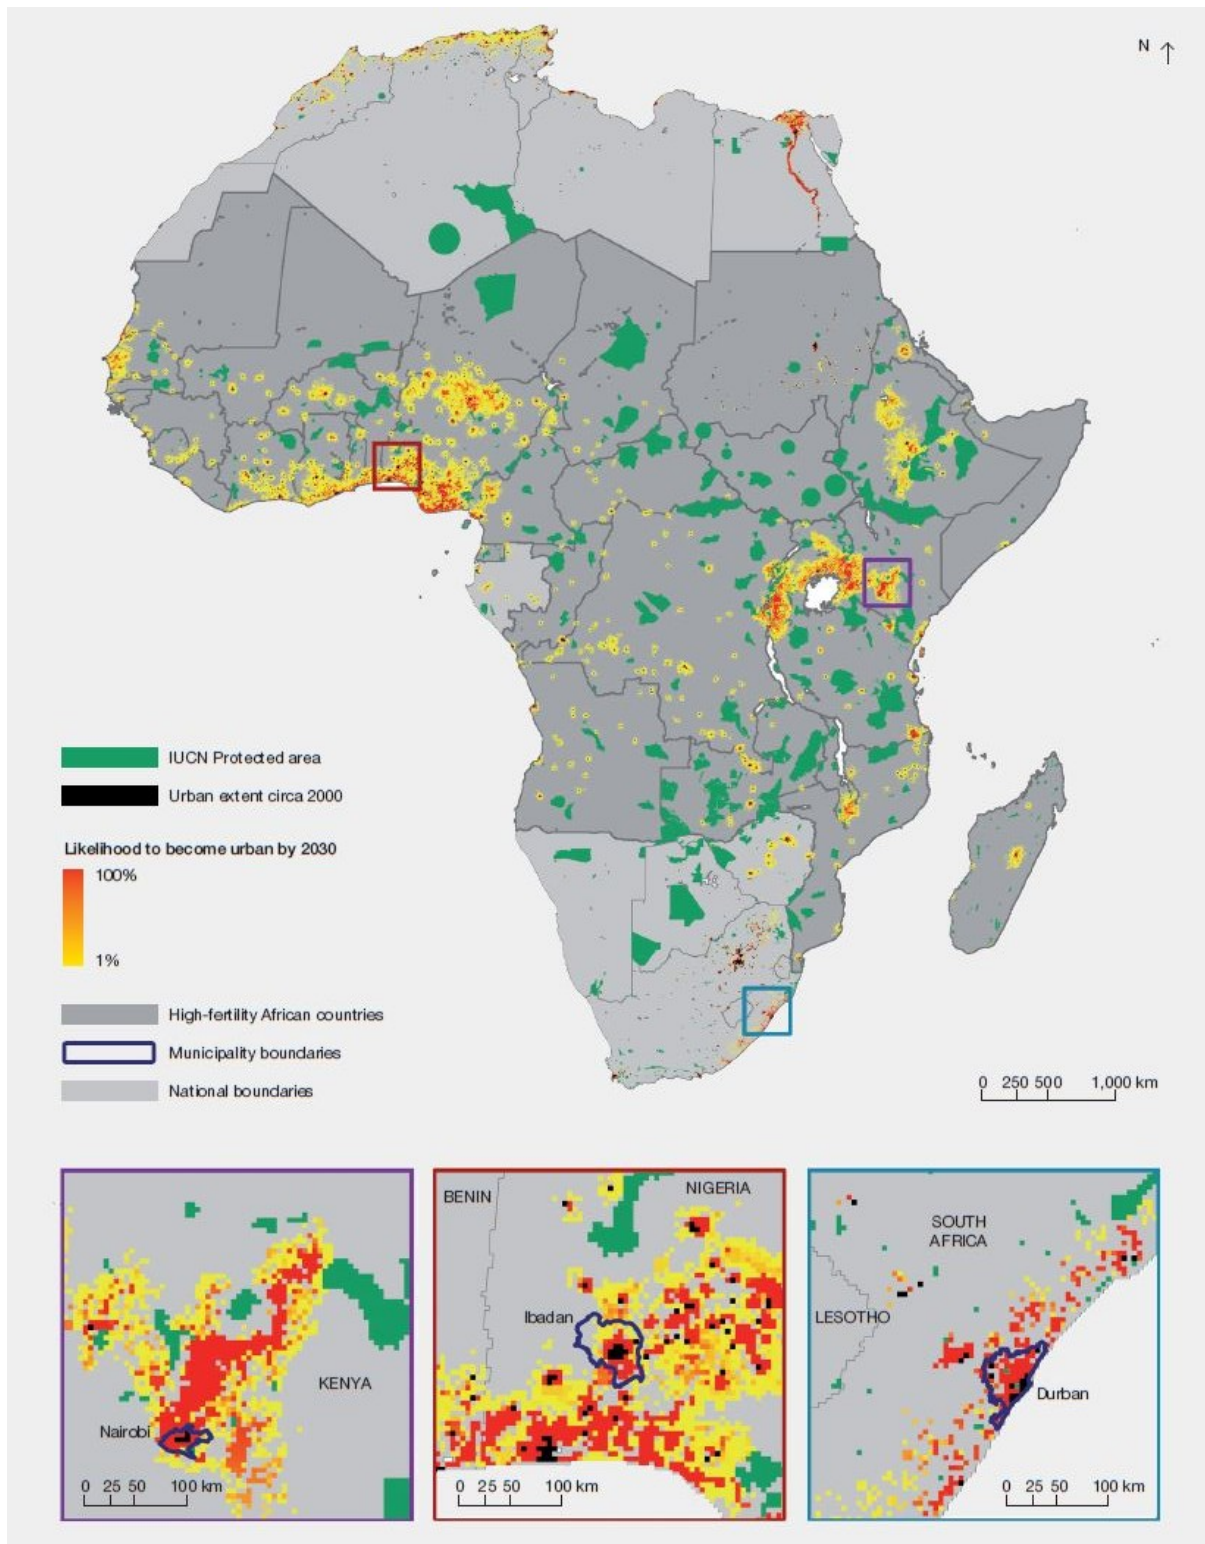 N
IUCN Protected area
Urban extent circa 2000
Likelihood to become urban by 2030
100%
1%
High-fertility African countries
Municipality boundaries
National boundaries
0 250 500 1,000 km
KENYA
Nairobi
0 25 50 100 km
BENIN
NIGERIA
Ibadan
0 25 50 100 km
SOUTH
AFRICA
LESOTHO
Durban
0 25 50 100 km